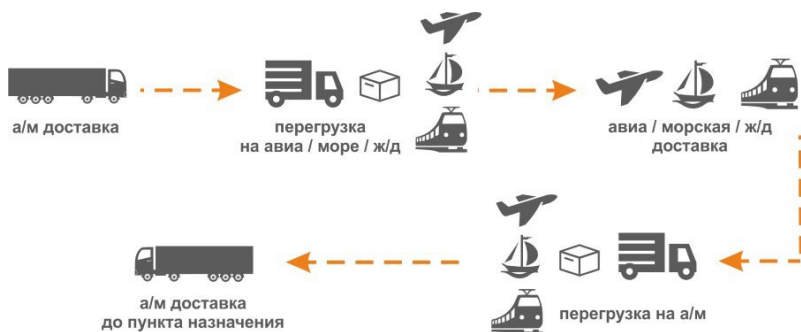 а/м доставка
перегрузка
на авиа / море / ж/д
авиа / морская / ж/д
доставка
перегрузка на а/м
а/м доставка
до пункта назначения